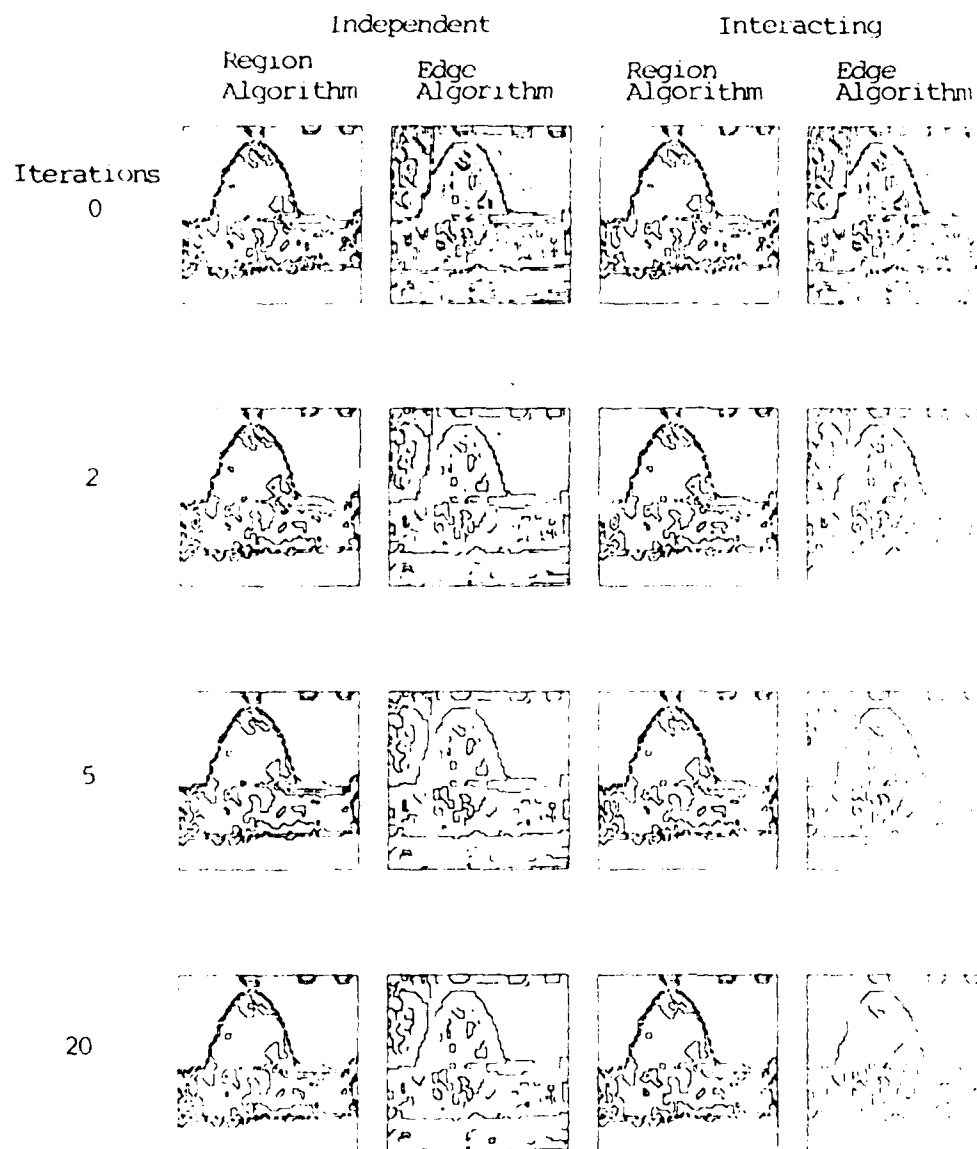 Independent Interacting
Region Algorithm Edge Algorithm Region Algorithm Edge Algorithm
Iterations
0
2
5
20